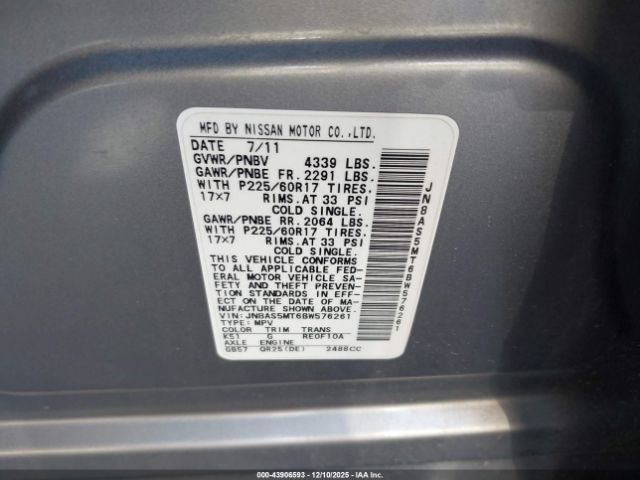 MFD BY NISSAN MOTOR CO.,LTD.
DATE 7/11
GVWR/PNBV 4339 LBS.
GAWR/PNBE FR. 2291 LBS.
WITH P225/60R17 TIRES.
17x7 RIMS.AT 33 PSI
COLD SINGLE.
GAWR/PNBE RR. 2064 LBS.
WITH P225/60R17 TIRES.
17x7 RIMS.AT 33 PSI
COLD SINGLE.
THIS VEHICLE CONFORMS
TO ALL APPLICABLE FED-
ERAL MOTOR VEHICLE SA-
FETY AND THEFT PREVEN-
TION STANDARDS IN EFF-
ECT ON THE DATE OF MA-
NUFACTURE SHOWN ABOVE.
VIN: JN8AS5MT6BW576261
TYPE: MPV
COLOR TRIM TRANS
K51 G RE0F10A
AXLE ENGINE
GB57 QR25(DE) 2488CC
JN8AS5MT6BW576261
00-43906593 - 12/10/2025 - IAAI.COM